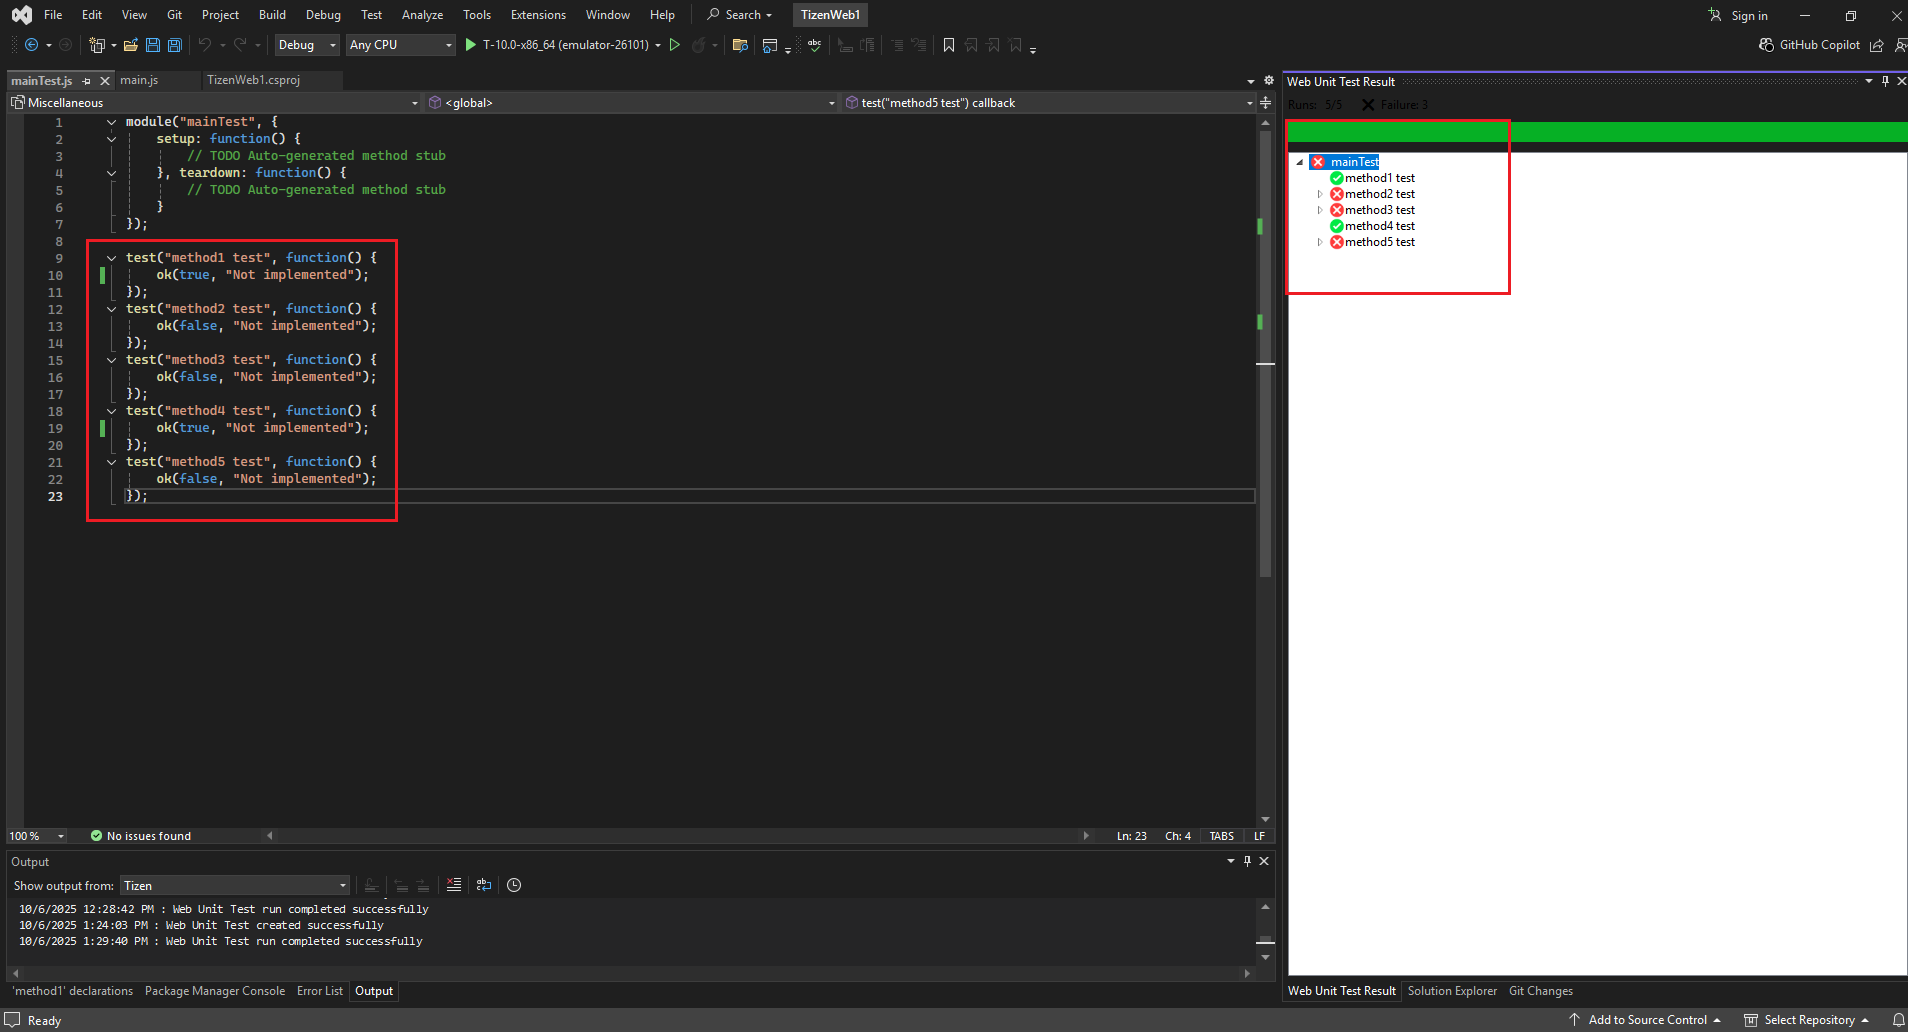 File Edit View Git Project Build Debug Test Analyze Tools Extensions Window Help Search TizenWeb1 Sign in
Debug Any CPU T-10.0-x86_64 (emulator-26101) abc GitHub Copilot
mainTest.js main.js TizenWeb1.csproj
Miscellaneous <global> test("method5 test") callback
1 module("mainTest", {
2 setup: function() {
3 // TODO Auto-generated method stub
4 }, teardown: function() {
5 // TODO Auto-generated method stub
6 }
7 });
8
9 test("method1 test", function() {
10 ok(true, "Not implemented");
11 });
12 test("method2 test", function() {
13 ok(false, "Not implemented");
14 });
15 test("method3 test", function() {
16 ok(false, "Not implemented");
17 });
18 test("method4 test", function() {
19 ok(true, "Not implemented");
20 });
21 test("method5 test", function() {
22 ok(false, "Not implemented");
23 });
100 % No issues found Ln: 23 Ch: 4 TABS LF
Output
Show output from: Tizen
10/6/2025 12:28:42 PM : Web Unit Test run completed successfully
10/6/2025 1:24:03 PM : Web Unit Test created successfully
10/6/2025 1:29:40 PM : Web Unit Test run completed successfully
'method1' declarations Package Manager Console Error List Output
Web Unit Test Result
Runs: 5/5 Failure: 3
mainTest
method1 test
method2 test
method3 test
method4 test
method5 test
Web Unit Test Result Solution Explorer Git Changes
Ready Add to Source Control Select Repository